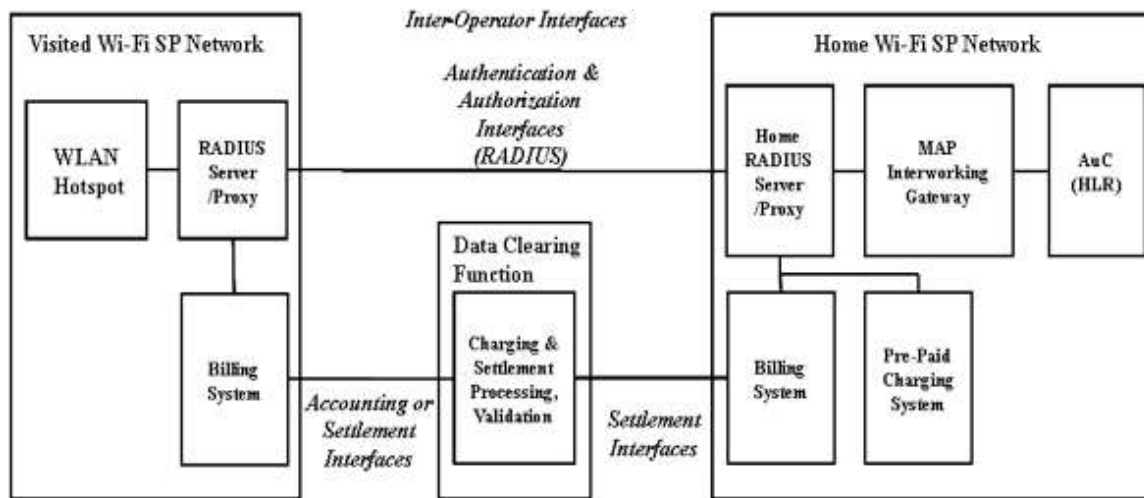 Inter-Operator Interfaces
Visited Wi-Fi SP Network
WLAN
Hotspot
RADIUS
Server
/Proxy
Billing
System
Authentication &
Authorization
Interfaces
(RADIUS)
Data Clearing
Function
Charging &
Settlement
Processing,
Validation
Accounting or
Settlement
Interfaces
Settlement
Interfaces
Home Wi-Fi SP Network
Home
RADIUS
Server
/Proxy
MAP
Interworking
Gateway
AuC
(HLR)
Billing
System
Pre-Paid
Charging
System